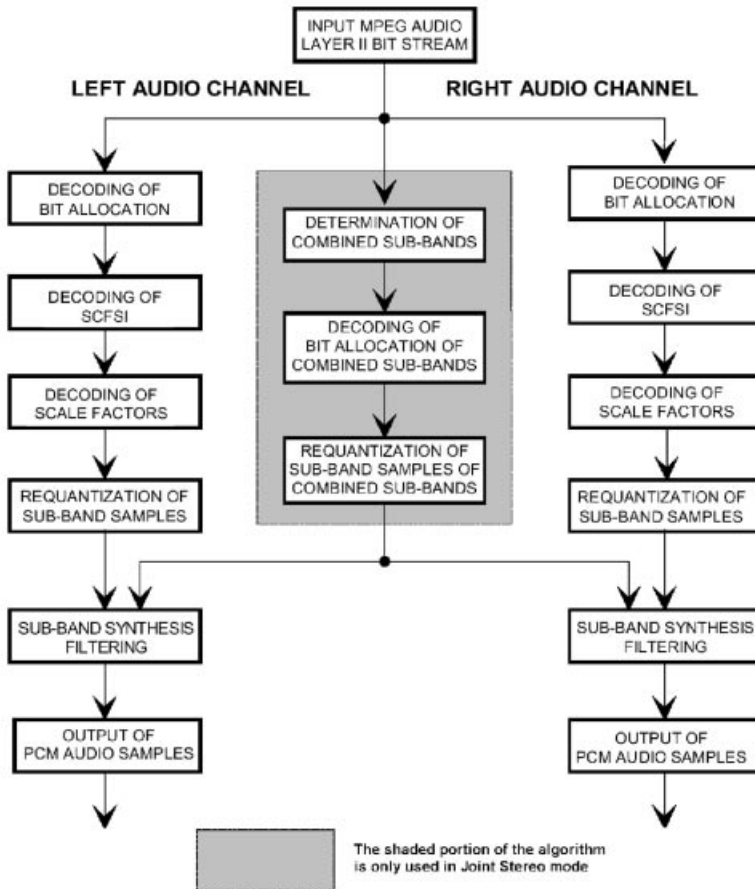 INPUT MPEG AUDIO
LAYER II BIT STREAM
LEFT AUDIO CHANNEL
RIGHT AUDIO CHANNEL
DECODING OF
BIT ALLOCATION
DECODING OF
SCFSI
DECODING OF
SCALE FACTORS
REQUANTIZATION OF
SUB-BAND SAMPLES
SUB-BAND SYNTHESIS
FILTERING
OUTPUT OF
PCM AUDIO SAMPLES
DETERMINATION OF
COMBINED SUB-BANDS
DECODING OF
BIT ALLOCATION OF
COMBINED SUB-BANDS
REQUANTIZATION OF
SUB-BAND SAMPLES OF
COMBINED SUB-BANDS
DECODING OF
BIT ALLOCATION
DECODING OF
SCFSI
DECODING OF
SCALE FACTORS
REQUANTIZATION OF
SUB-BAND SAMPLES
SUB-BAND SYNTHESIS
FILTERING
OUTPUT OF
PCM AUDIO SAMPLES
The shaded portion of the algorithm
is only used in Joint Stereo mode